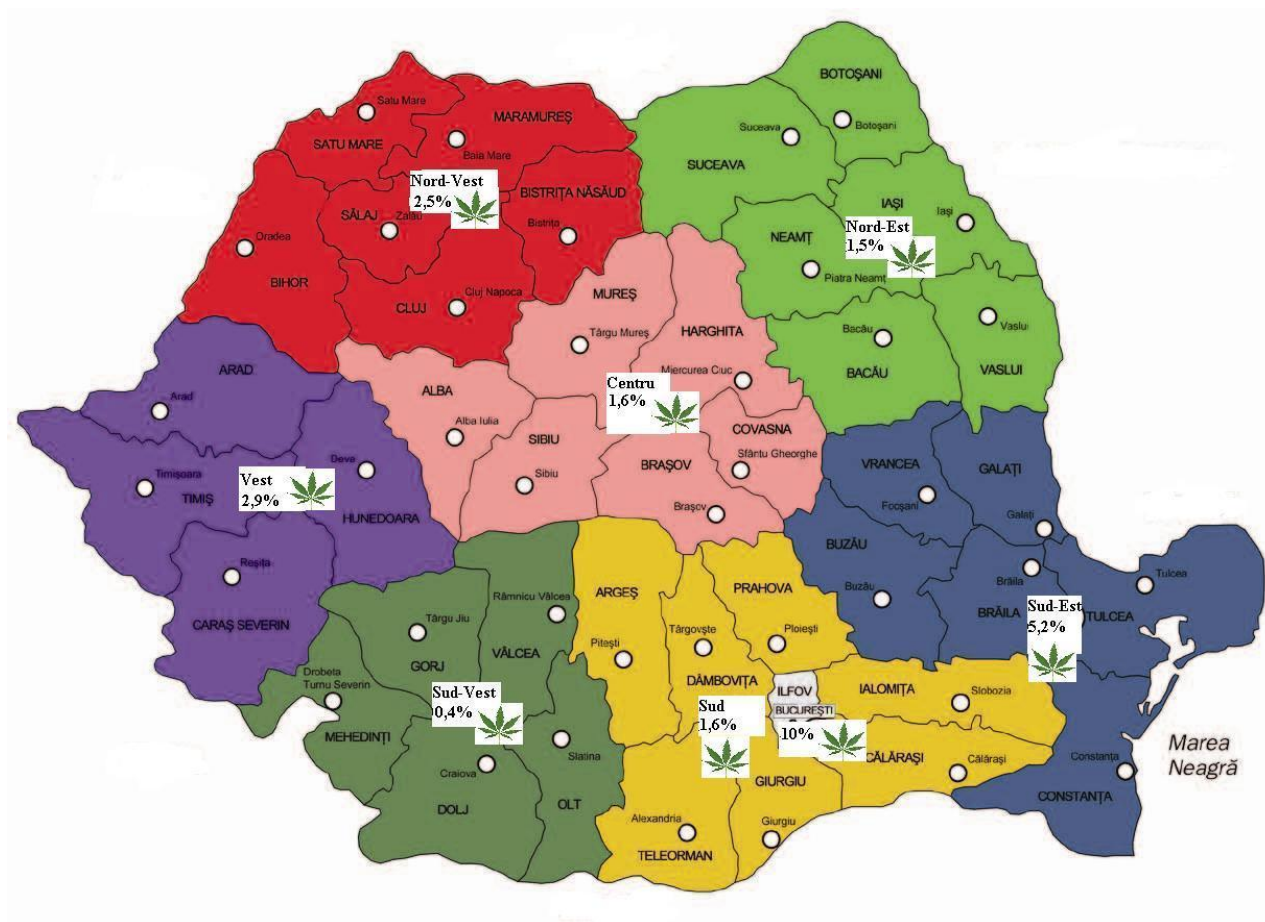 BOTOȘANI
Satu Mare
MARAMUREȘ
Botoșani
Suceava
SATU MARE
Baia Mare
SUCEAVA
Nord-Vest
2,5%
BISTRIȚA NĂSĂUD
IAȘI
SĂLAJ
Zalău
Iași
Nord-Est
1,5%
Oradea
Bistrița
NEAMȚ
BIHOR
Piatra Neamț
MUREȘ
Cluj Napoca
CLUJ
Târgu Mureș
HARGHITA
Bacău
Vaslui
ARAD
Miercurea Ciuc
BACĂU
VASLUI
Centru
1,6%
ALBA
Arad
Alba Iulia
COVASNA
SIBIU
Sfântu Gheorghe
BRAȘOV
VRANCEA
GALAȚI
Deva
Timișoara
Vest
2,9%
TIMIȘ
Sibiu
HUNEDOARA
Focșani
Brașov
Galați
BUZĂU
Reșița
Brăila
Tulcea
ARGEȘ
PRAHOVA
Râmnicu Vâlcea
Buzău
BRĂILA
Sud-Est
5,2%
TULCEA
CARAȘ SEVERIN
Târgu Jiu
Pitești
Târgovște
Ploiești
VÂLCEA
GORJ
Drobeta
Turnu Severin
DÂMBOVIȚA
ILFOV
IALOMIȚA
Sud-Vest
0,4%
Slobozia
BUCUREȘTI
Sud
1,6%
10%
MEHEDINȚI
Slatina
CĂLĂRAȘI
Călărași
Craiova
Constanța
Marea
Neagră
GIURGIU
CONSTANȚA
DOLJ
OLT
Alexandria
Giurgiu
TELEORMAN